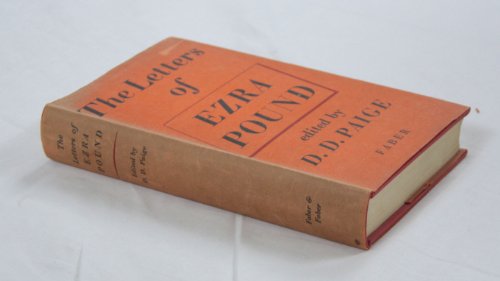 The Letters
of
EZRA
POUND
edited by
D. D. PAIGE
FABER
The
Letters of
EZRA
POUND
Edited by
D. D. Paige
Faber &
Faber